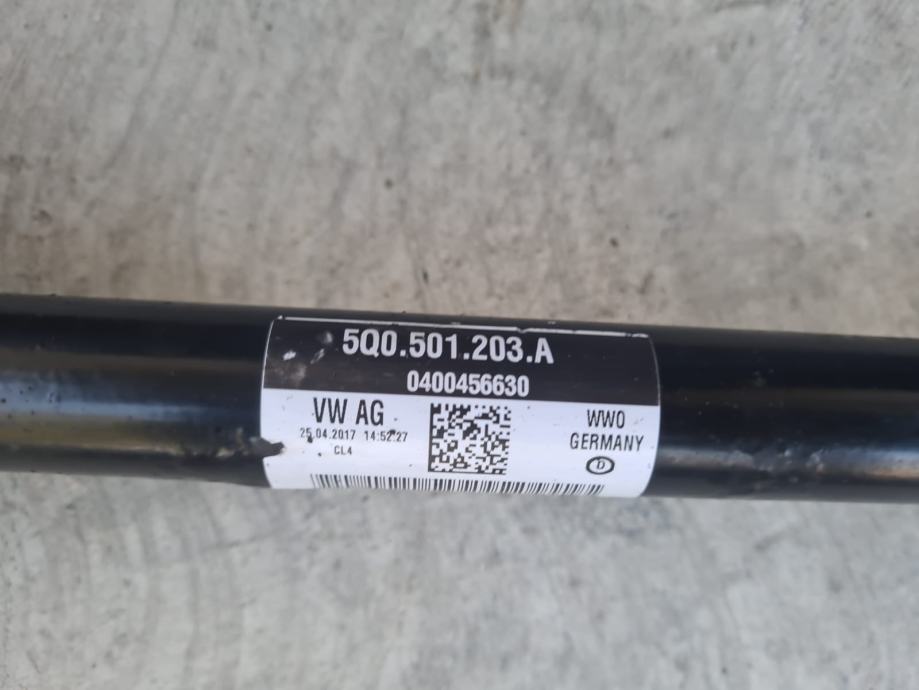 5Q0.501.203.A
0400456630
VW AG
25.04.2017 14:52:27
CL4
WWO
GERMANY
D